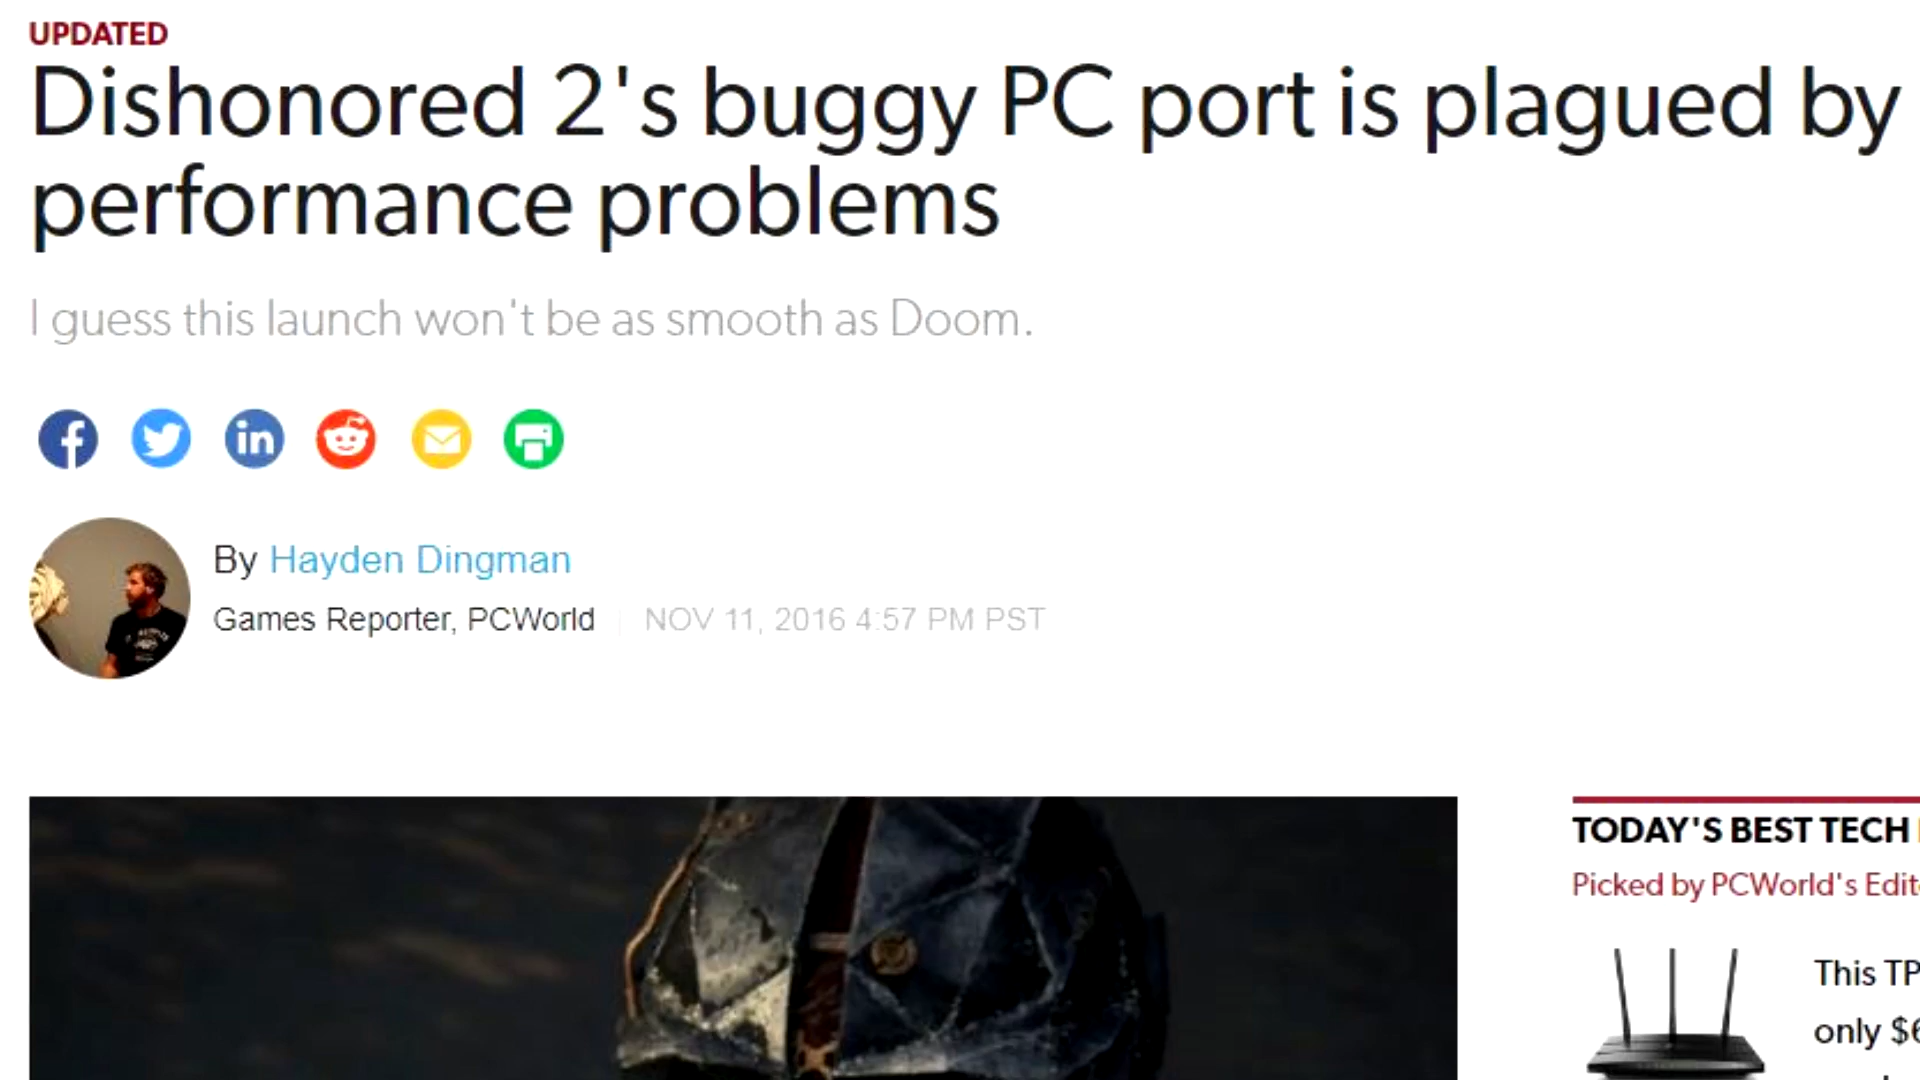 UPDATED
Dishonored 2's buggy PC port is plagued by
performance problems
I guess this launch won't be as smooth as Doom.
in
By Hayden Dingman
Games Reporter, PCWorld
NOV 11, 2016 4:57 PM PST
TODAY'S BEST TECH
Picked by PCWorld's
This TP
only $